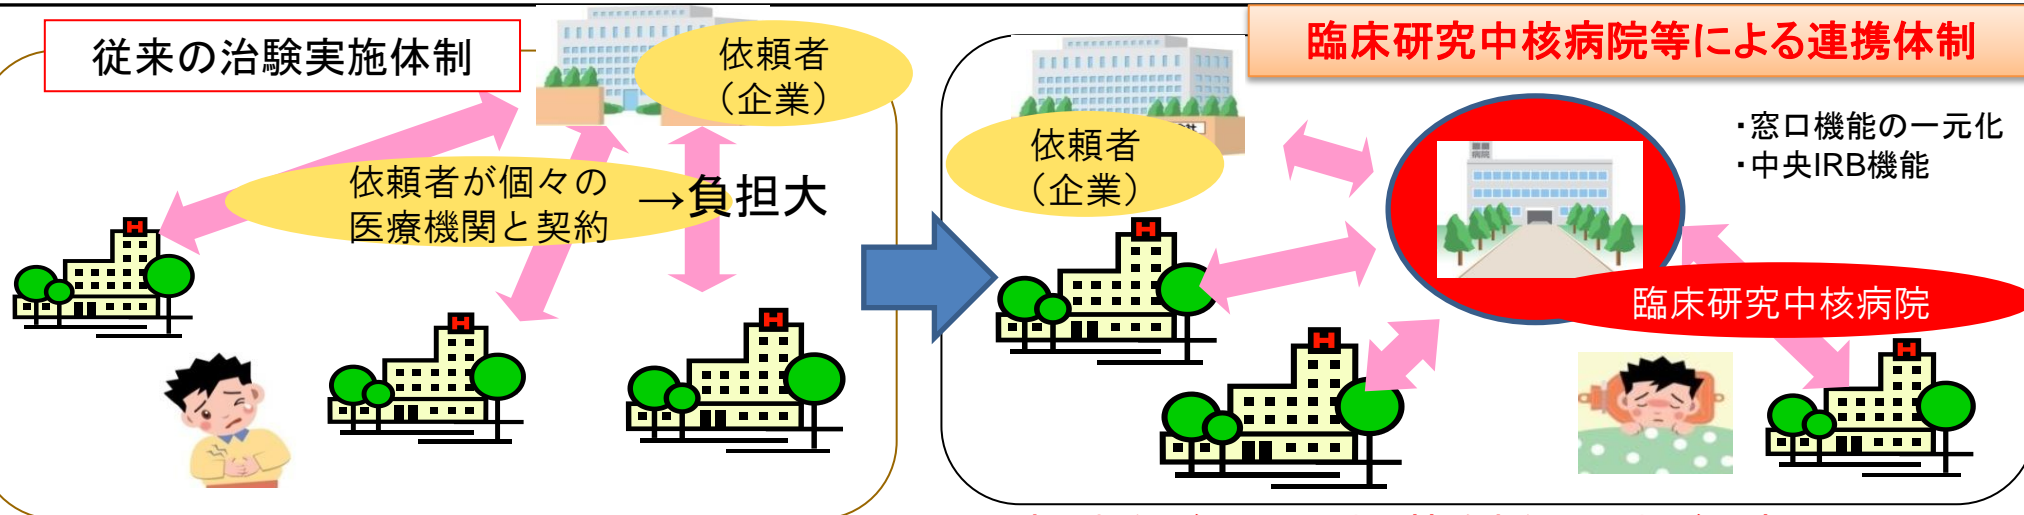 従来の治験実施体制
依頼者
（企業）
依頼者が個々の
医療機関と契約
→負担大
臨床研究中核病院等による連携体制
依頼者
（企業）
・窓口機能の一元化
・中央IRB機能
病院
臨床研究中核病院
H
H
H
H
H
H